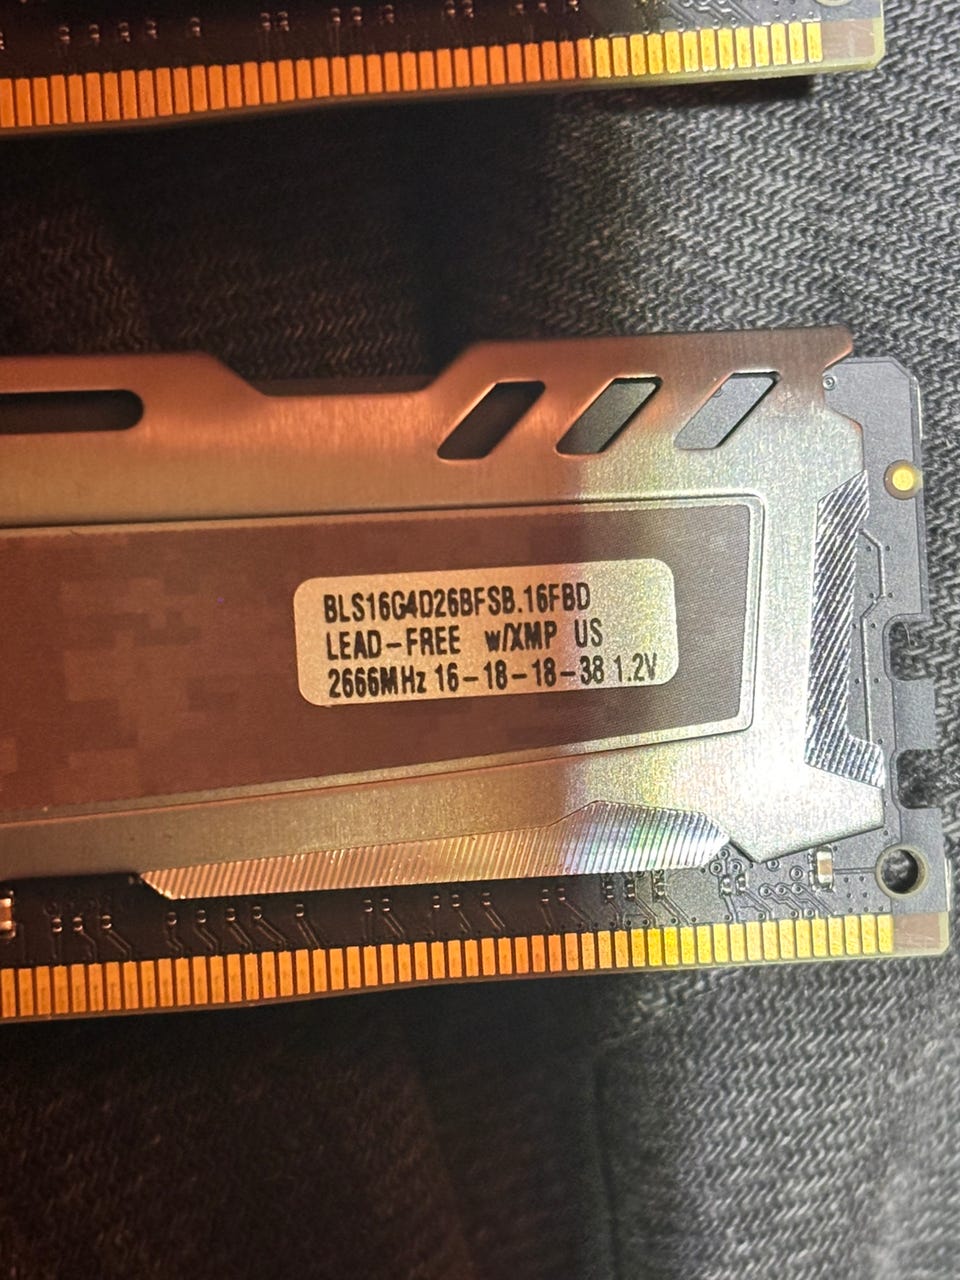 BLS16G4D26BFSB.16FBD
LEAD-FREE w/XMP US
2666MHz 16-18-18-38 1.2V